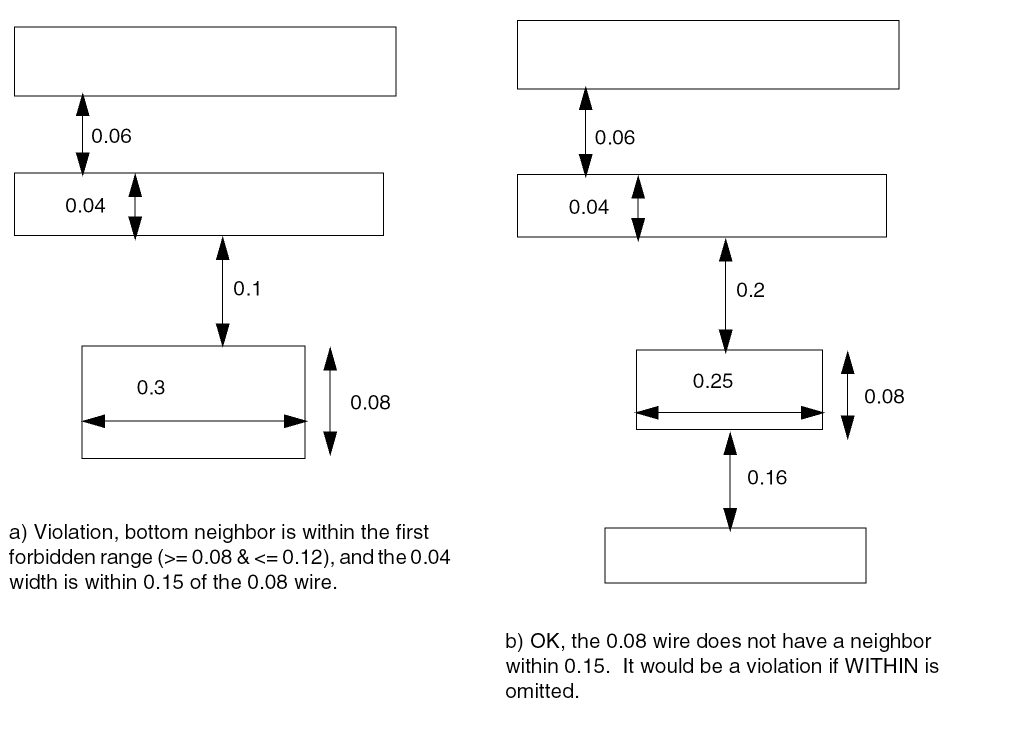 0.06
0.04
0.1
0.3
0.08
a) Violation, bottom neighbor is within the first
forbidden range (>= 0.08 & <= 0.12), and the 0.04
width is within 0.15 of the 0.08 wire.
0.06
0.04
0.2
0.25
0.08
0.16
b) OK, the 0.08 wire does not have a neighbor
within 0.15.  It would be a violation if WITHIN is
omitted.